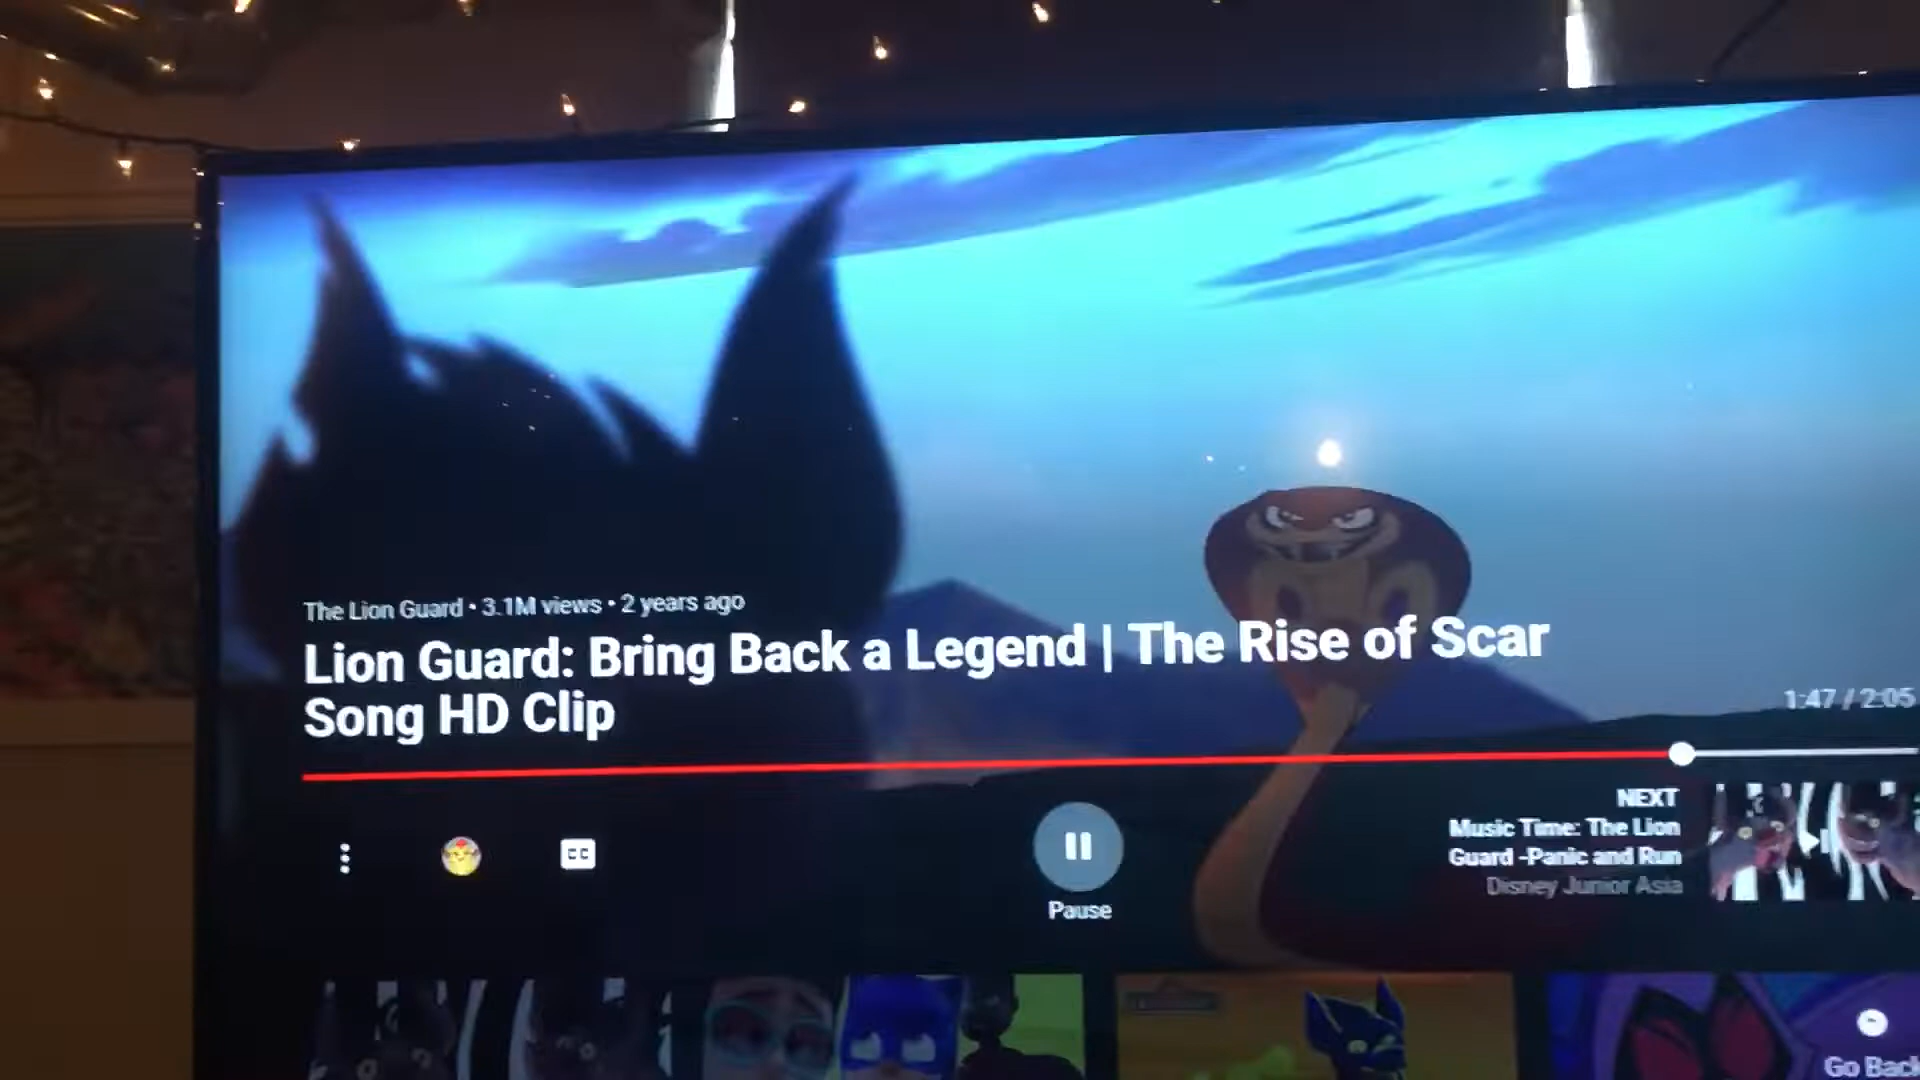 The Lion Guard • 3.1M views • 2 years ago
Lion Guard: Bring Back a Legend | The Rise of Scar
Song HD Clip
1:47 / 2:05
NEXT
Music Time: The Lion
Guard -Panic and Run
Disney Junior Asia
CC
Pause
Go Back